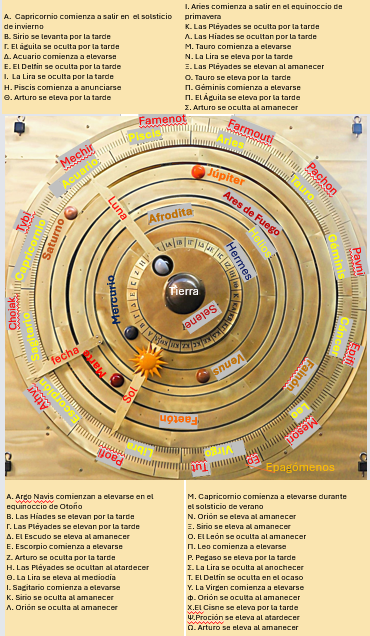 A. Capricornio comienza a salir en el solsticio
de invierno
B. Sirio se levanta por la tarde
Γ. El águila se oculta por la tarde
Δ. Acuario comienza a elevarse
E. El Delfín se oculta por la tarde
I. La Lira se eleva por la tarde
H. Piscis comienza a anunciarse
Θ. Arturo se eleva por la tarde
I. Aries comienza a salir en el equinoccio de
primavera
K. Las Pléyades se oculta por la tarde
Λ. Las Híades se ocultan por la tarde
M. Tauro comienza a elevarse
N. La Lira se eleva por la tarde
Ξ. Las Pléyades se elevan al amanecer
O. Tauro se eleva por la tarde
Π. Géminis comienza a elevarse
Π. El Águila se eleva por la tarde
Σ. Arturo se oculta al amanecer
Famenot
Farmouti
Piscis
Aries
Mechir
Acuario
Pachon
Tauro
Júpiter
Luna
Ares de Fuego
Afrodita
Tybi
Saturno
Capricornio
Helios
Hermes
Payni
Géminis
Mercurio
Tierra
Selene
Choiak
Sagitario
Cáncer
Epifi
fecha
Marte
Venus
Sol
Fainón
Faetón
Atyr
Escorpión
Leo
Mesori
Paofi
Libra
Virgo
Tut
Ep
Epagómenos
A. Argo Navis comienzan a elevarse en el
equinoccio de Otoño
B. Las Híades se elevan por la tarde
Γ. Las Pléyades se elevan por la tarde
Δ. El Escudo se eleva al amanecer
E. Escorpio comienza a elevarse
Z. Arturo se oculta por la tarde
H. Las Pléyades se ocultan al atardecer
Θ. La Lira se eleva al mediodía
I. Sagitario comienza a elevarse
K. Sirio se oculta al amanecer
Λ. Orión se oculta al amanecer
M. Capricornio comienza a elevarse durante
el solsticio de verano
N. Orión se eleva al amanecer
Ξ. Sirio se eleva al amanecer
O. El León se oculta al amanecer
Π. Leo comienza a elevarse
P. Pegaso se eleva por la tarde
Σ. La Lira se oculta al anochecer
T. El Delfín se oculta en el ocaso
Y. La Virgen comienza a elevarse
Φ. Orión se oculta al amanecer
X.El Cisne se eleva por la tarde
Ψ.Proción se eleva al atardecer
Ω. Arturo se eleva al amanecer